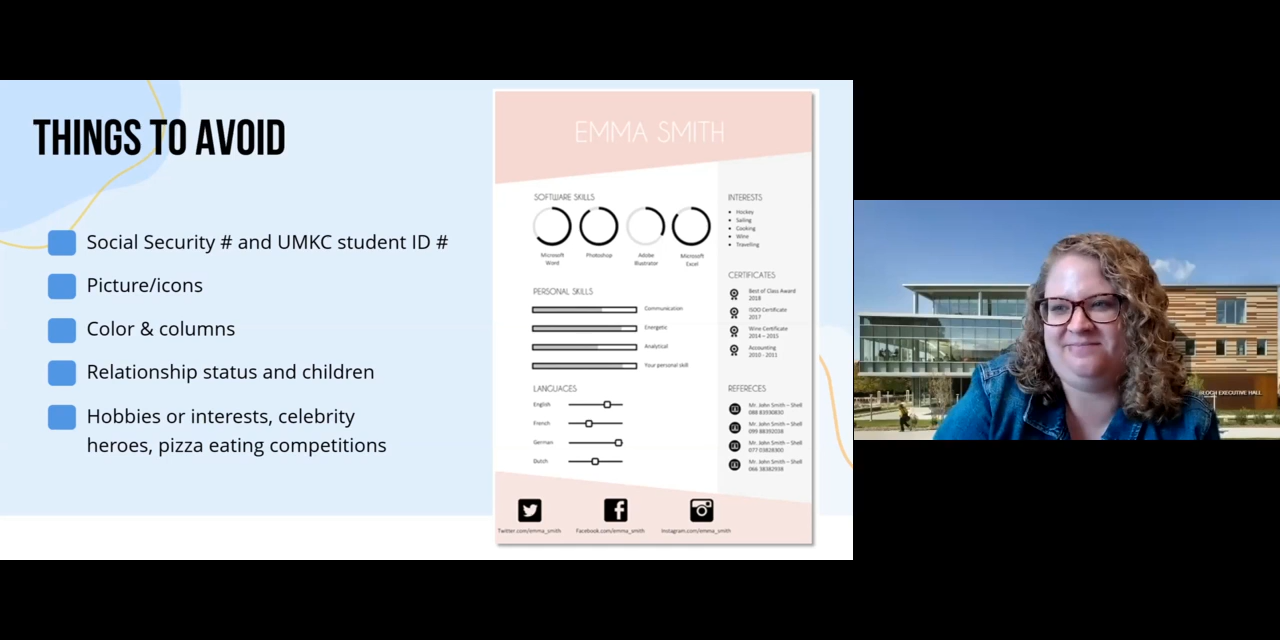 THINGS TO AVOID
Social Security # and UMKC student ID #
Picture/icons
Color & columns
Relationship status and children
Hobbies or interests, celebrity
heroes, pizza eating competitions
EMMA SMITH
SOFTWARE SKILLS
Microsoft
Word
Photoshop
Adobe
Illustrator
Microsoft
Excel
PERSONAL SKILLS
Communication
Energetic
Analytical
Your personal skill
LANGUAGES
English
French
German
Dutch
INTERESTS
Hockey
Sailing
Cooking
Wine
Travelling
CERTIFICATES
Best of Class Award
2018
ISOO Certificate
2017
Wine Certificate
2014 – 2015
Accounting
2010 - 2011
REFERECES
Mr. John Smith – Shell
088 83930830
Mr. John Smith – Shell
099 88392038
Mr. John Smith – Shell
077 03828300
Mr. John Smith – Shell
066 38382938
Twitter.com/emma_smith
Facebook.com/emma_smith
Instagram.com/emma_smith
BLOCH EXECUTIVE HALL